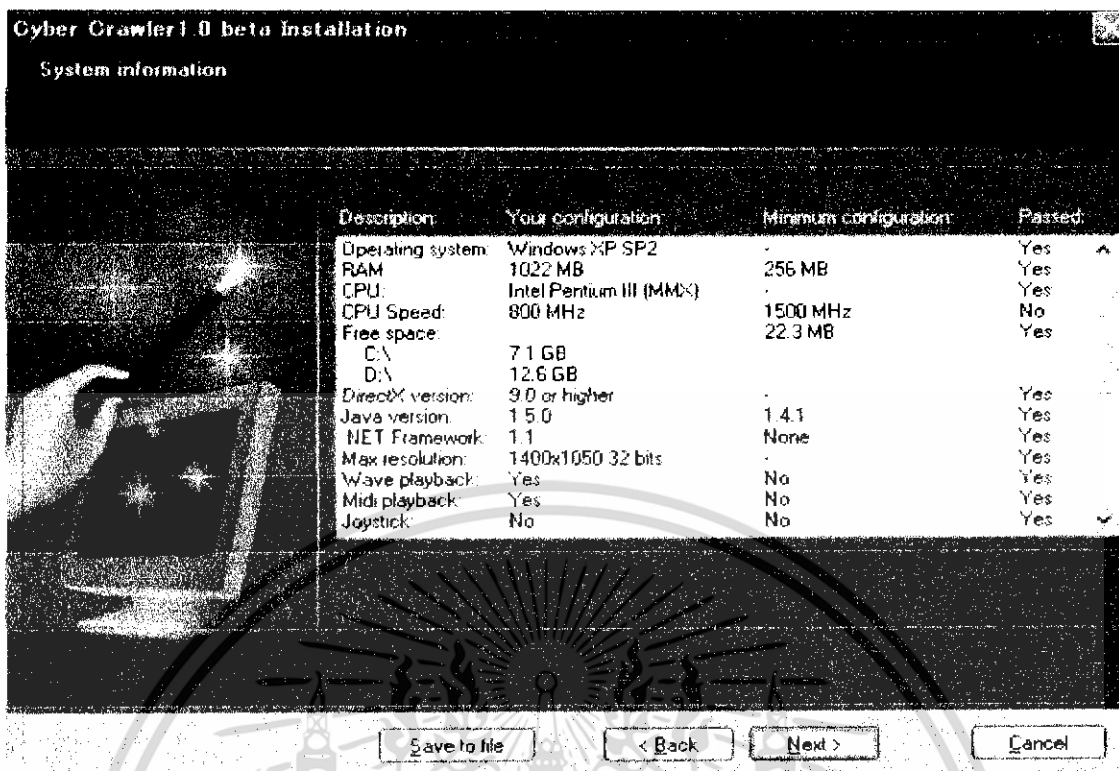 Cyber Crawler1.0 beta Installation
System information
Description: Your configuration: Minimum configuration: Passed:
Operating system: Windows XP SP2 - Yes
RAM 1022 MB 256 MB Yes
CPU: Intel Pentium III (MMX) - Yes
CPU Speed: 800 MHz 1500 MHz No
Free space: 22.3 MB Yes
C:\ 7.1 GB
D:\ 12.6 GB
DirectX version: 9.0 or higher - Yes
Java version: 1.5.0 1.4.1 Yes
.NET Framework: 1.1 None Yes
Max resolution: 1400x1050 32 bits - Yes
Wave playback: Yes No Yes
Midi playback: Yes No Yes
Joystick: No No Yes
Save to file < Back Next > Cancel